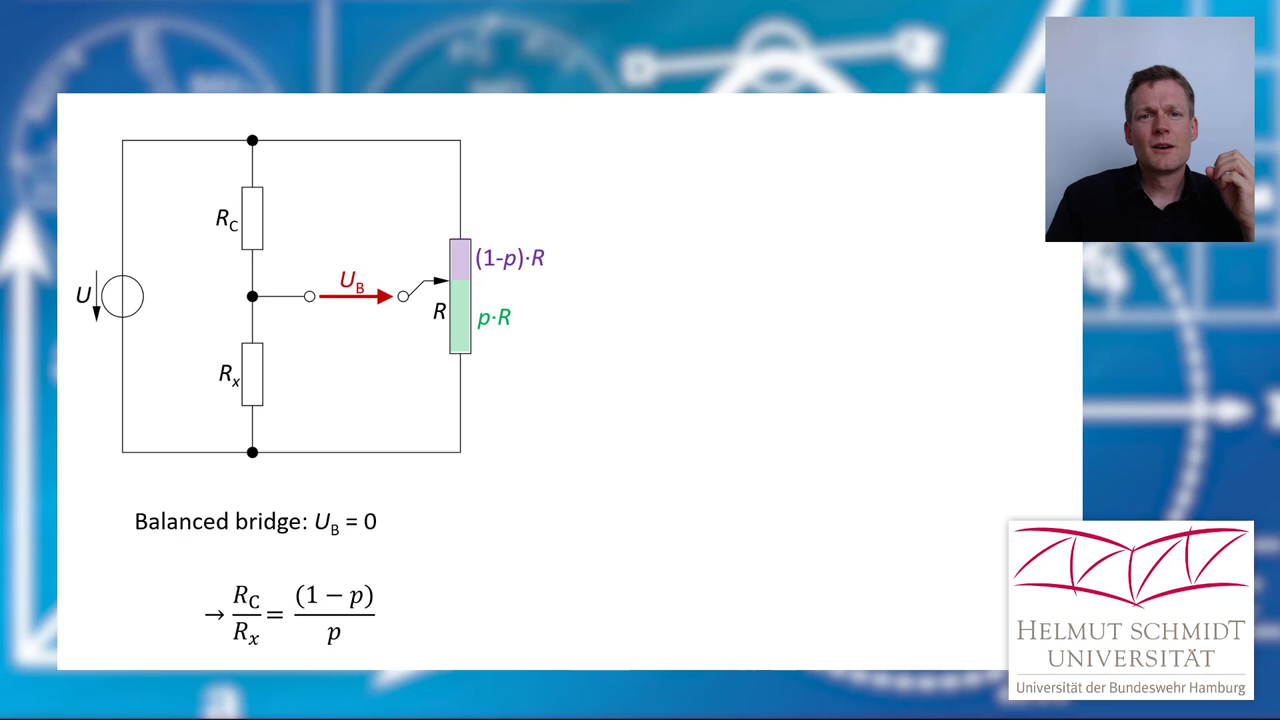 R_C
(1-p)·R
U
U_B
R
p·R
R_x
Balanced bridge: U_B = 0
→ R_C/R_x = (1 − p)/p
HELMUT SCHMIDT
UNIVERSITÄT
Universität der Bundeswehr Hamburg